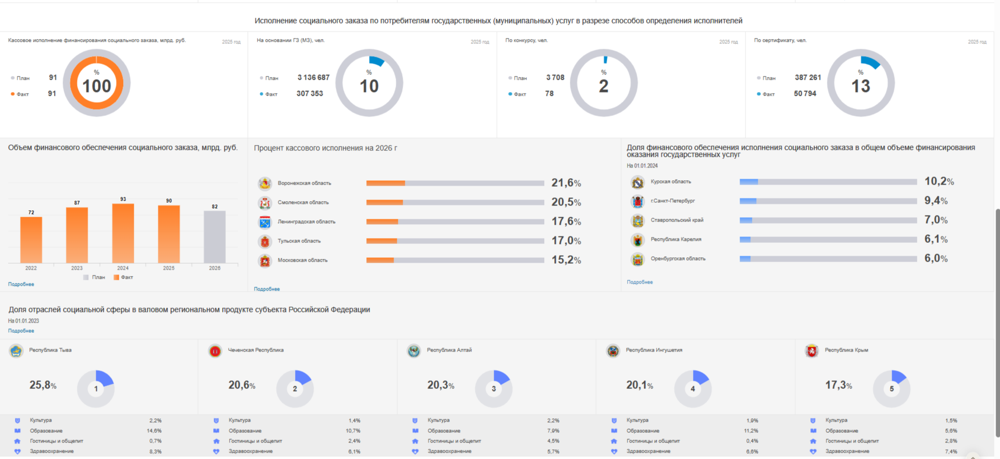 Исполнение социального заказа по потребителям государственных (муниципальных) услуг в разрезе способов определения исполнителей
Кассовое исполнение финансирования социального заказа, млрд. руб.
2025 год
План 91
Факт 91
%
100
На основании ГЗ (МЗ), чел.
2025 год
План 3 136 687
Факт 307 353
%
10
По конкурсу, чел.
2025 год
План 3 708
Факт 78
%
2
По сертификату, чел.
2025 год
План 387 261
Факт 50 794
%
13
Объем финансового обеспечения социального заказа, млрд. руб.
72
87
93
90
82
2022 2023 2024 2025 2026
План Факт
Подробнее
Процент кассового исполнения на 2026 г
Воронежская область 21,6%
Смоленская область 20,5%
Ленинградская область 17,6%
Тульская область 17,0%
Московская область 15,2%
Подробнее
Доля финансового обеспечения исполнения социального заказа в общем объеме финансирования
оказания государственных услуг
На 01.01.2024
Курская область 10,2%
г.Санкт-Петербург 9,4%
Ставропольский край 7,0%
Республика Карелия 6,1%
Оренбургская область 6,0%
Подробнее
Доля отраслей социальной сферы в валовом региональном продукте субъекта Российской Федерации
На 01.01.2023
Подробнее
Республика Тыва
25,8%
1
Культура 2,2%
Образование 14,6%
Гостиницы и общепит 0,7%
Здравоохранение 8,3%
Чеченская Республика
20,6%
2
Культура 1,4%
Образование 10,7%
Гостиницы и общепит 2,4%
Здравоохранение 6,1%
Республика Алтай
20,3%
3
Культура 2,2%
Образование 7,9%
Гостиницы и общепит 4,5%
Здравоохранение 5,7%
Республика Ингушетия
20,1%
4
Культура 1,9%
Образование 11,2%
Гостиницы и общепит 0,4%
Здравоохранение 6,6%
Республика Крым
17,3%
5
Культура 1,5%
Образование 5,6%
Гостиницы и общепит 2,8%
Здравоохранение 7,4%